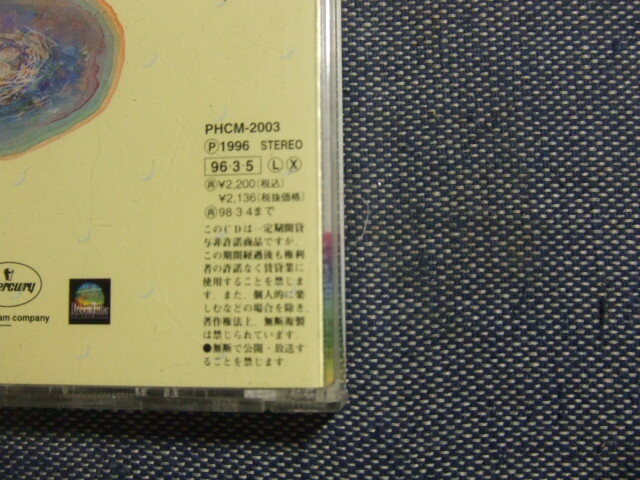 PHCM-2003
Ⓟ1996 STEREO
96・3・5 Ⓛ Ⓧ
㊢¥2,200(税込)
¥2,136(税抜価格)
㊢98・3・4まで
このCDは一定期間貸
与非許諾商品ですが、
この期間経過後も権利
者の許諾なく賃貸業に
使用することを禁じま
す。また、個人的に楽
しむなどの場合を除き、
著作権法上、無断複製
は禁じられています。
●無断で公開・放送す
ることを禁じます
ercury
am company